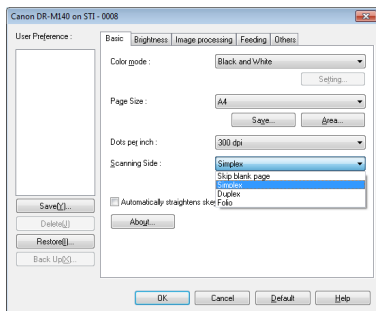 Canon DR-M140 on STI - 0008
User Preference :
Save(Y)...
Delete(J)
Restore(I)...
Back Up(X)...
Basic
Brightness
Image processing
Feeding
Others
Color mode :
Black and White
Setting...
Page Size :
A4
Save...
Area...
Dots per inch :
300 dpi
Scanning Side :
Simplex
Skip blank page
Simplex
Duplex
Folio
Automatically straightens ske
About...
OK
Cancel
Default
Help